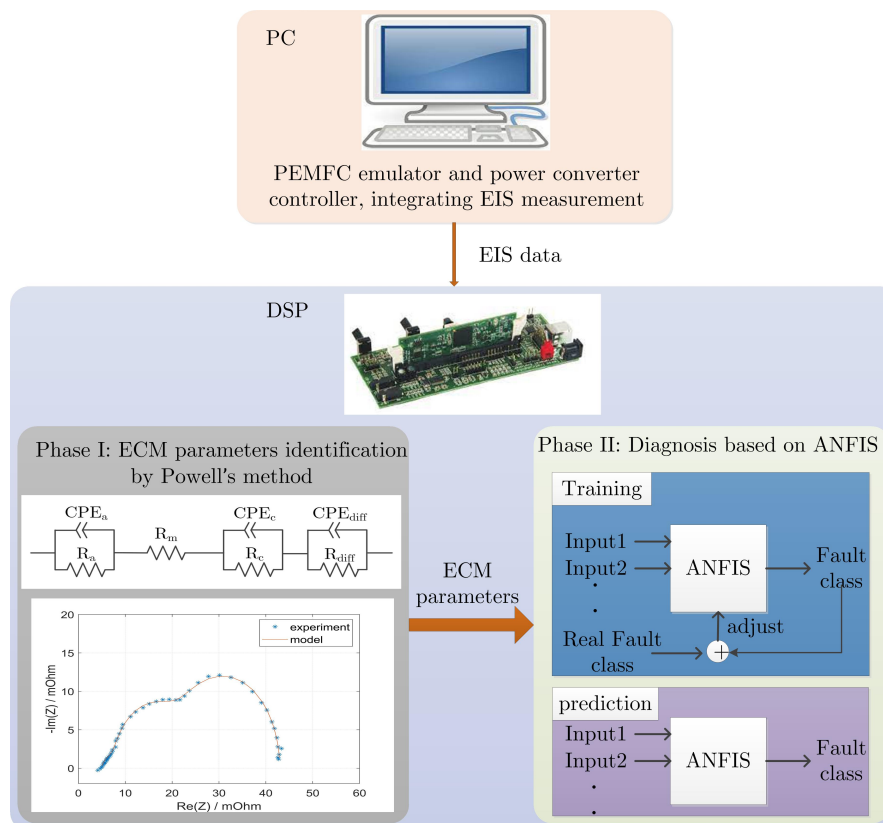 PC
PEMFC emulator and power converter
controller, integrating EIS measurement
EIS data
DSP
Phase I: ECM parameters identification
by Powell's method
CPEa
Rm
CPEc
CPEdiff
Ra
Rc
Rdiff
20
15
10
5
0
-Im(Z) / mOhm
experiment
model
0
10
20
30
40
50
60
Re(Z) / mOhm
ECM
parameters
Phase II: Diagnosis based on ANFIS
Training
Input1
Input2
.
.
ANFIS
Fault
class
adjust
Real Fault
class
+
prediction
Input1
Input2
.
.
ANFIS
Fault
class